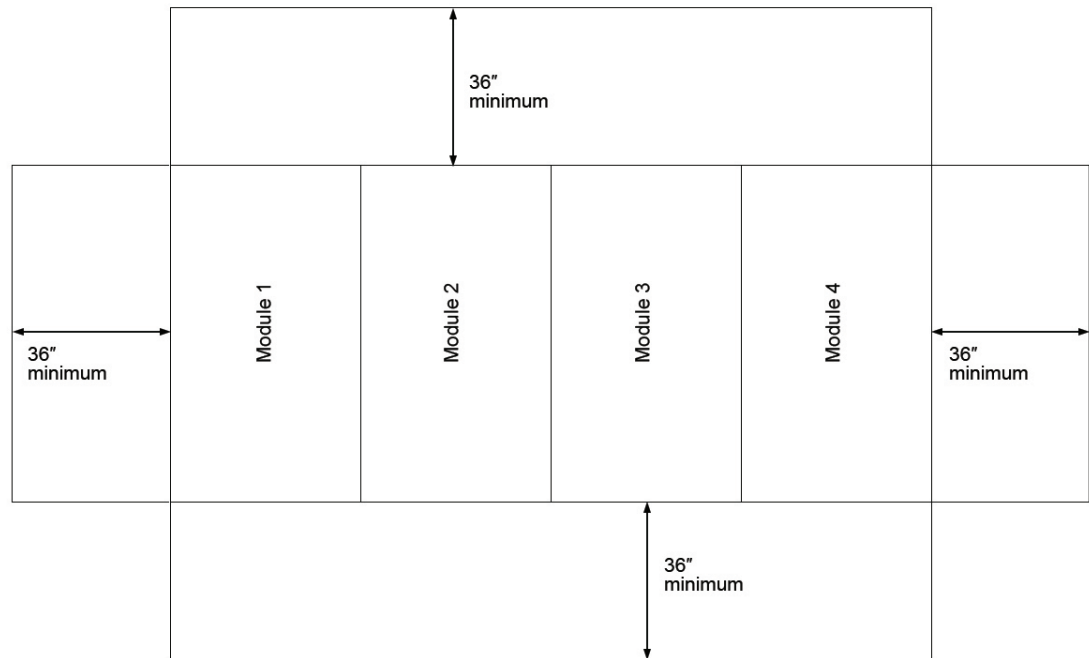 36″
minimum
Module 1
Module 2
Module 3
Module 4
36″
minimum
36″
minimum
36″
minimum